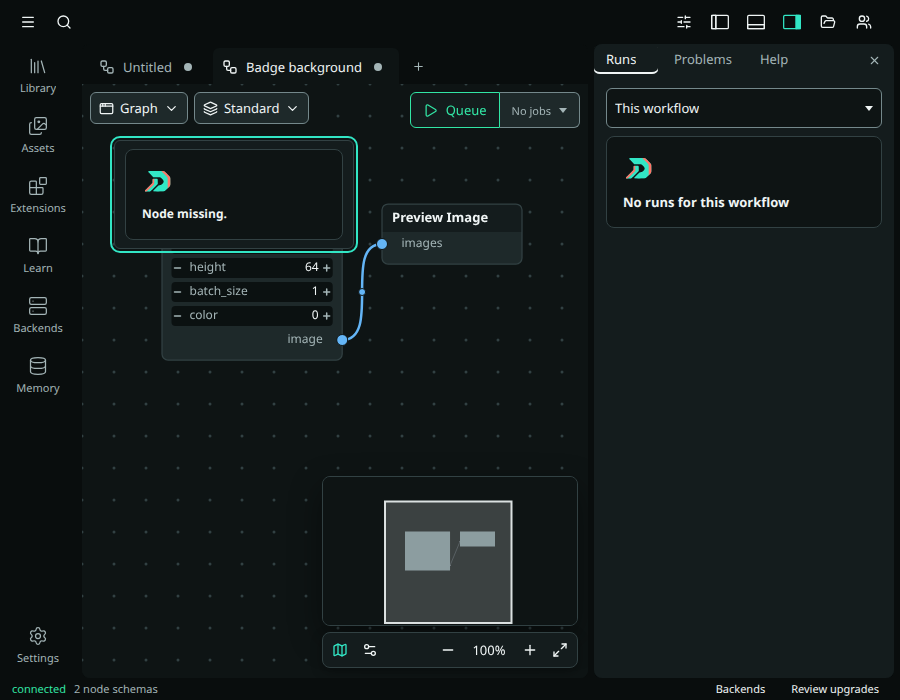 Untitled
Badge background
Runs
Problems
Help
Library
Assets
Extensions
Learn
Backends
Memory
Settings
Graph
Standard
Queue
No jobs
This workflow
No runs for this workflow
Node missing.
Preview Image
images
height 64
batch_size 1
color 0
image
100%
connected 2 node schemas
Backends
Review upgrades